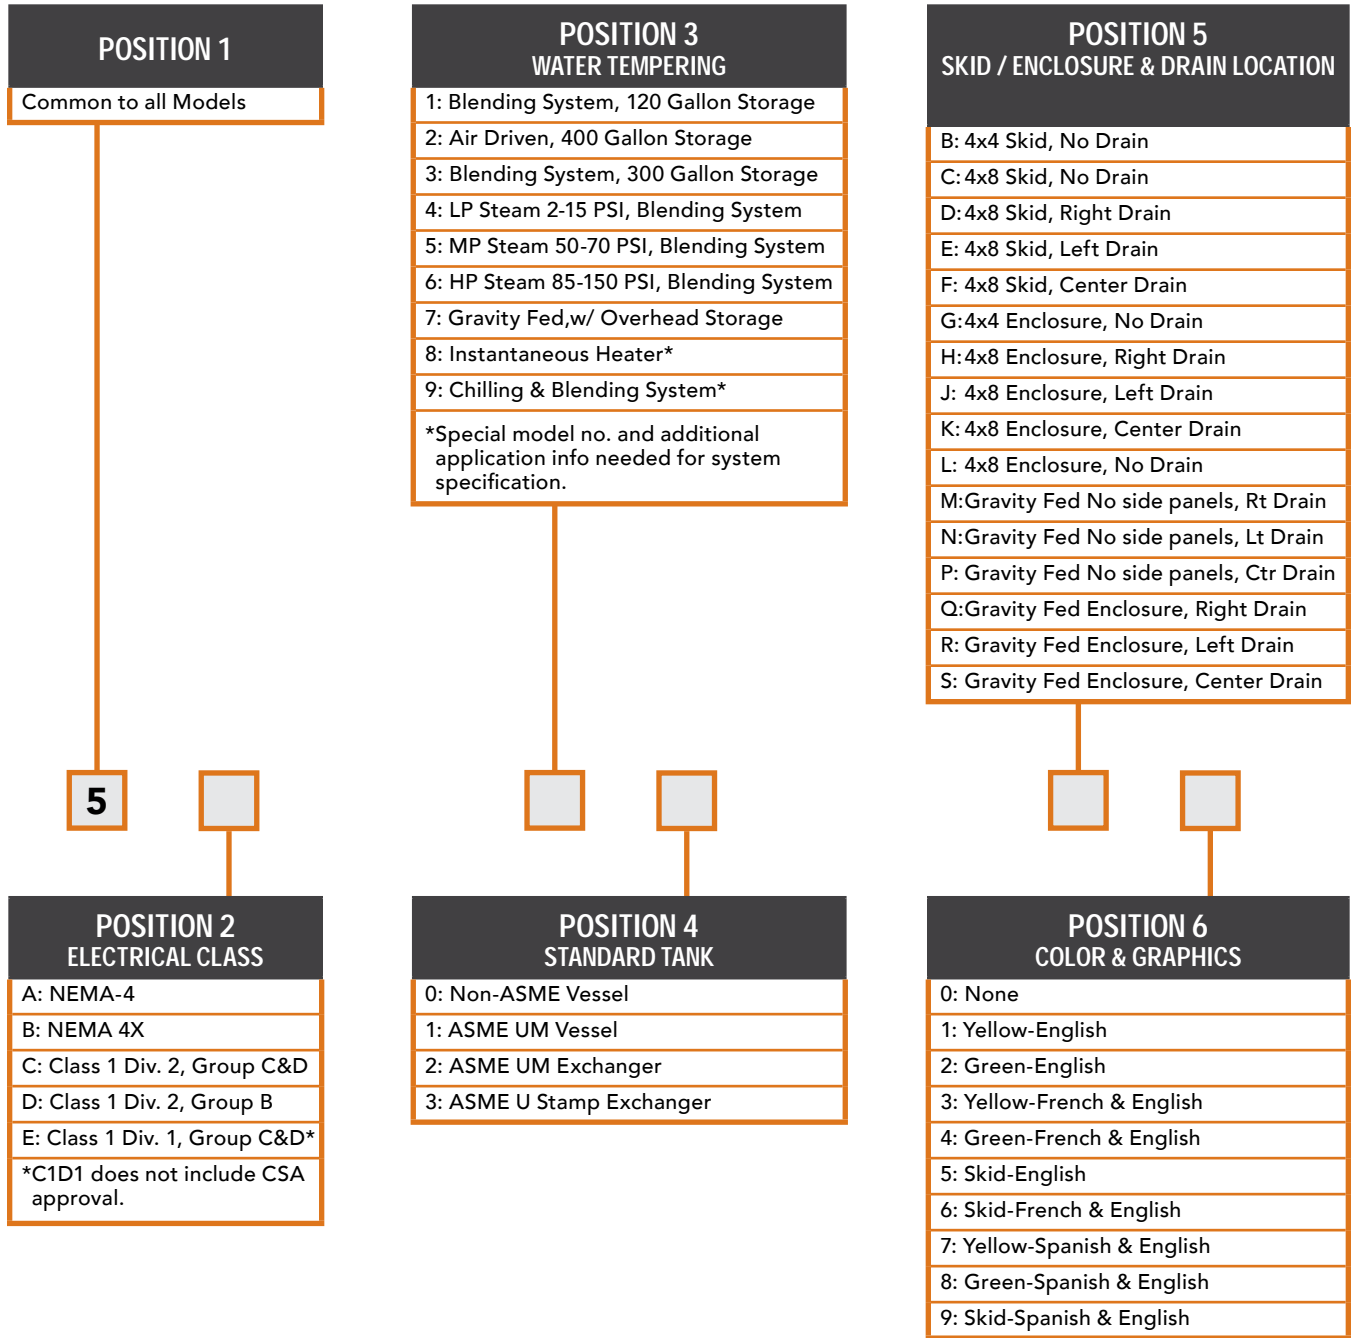 POSITION 1
Common to all Models
POSITION 3
WATER TEMPERING
1: Blending System, 120 Gallon Storage
2: Air Driven, 400 Gallon Storage
3: Blending System, 300 Gallon Storage
4: LP Steam 2-15 PSI, Blending System
5: MP Steam 50-70 PSI, Blending System
6: HP Steam 85-150 PSI, Blending System
7: Gravity Fed,w/ Overhead Storage
8: Instantaneous Heater*
9: Chilling & Blending System*
*Special model no. and additional
application info needed for system
specification.
POSITION 5
SKID / ENCLOSURE & DRAIN LOCATION
B: 4x4 Skid, No Drain
C: 4x8 Skid, No Drain
D: 4x8 Skid, Right Drain
E: 4x8 Skid, Left Drain
F: 4x8 Skid, Center Drain
G: 4x4 Enclosure, No Drain
H: 4x8 Enclosure, Right Drain
J: 4x8 Enclosure, Left Drain
K: 4x8 Enclosure, Center Drain
L: 4x8 Enclosure, No Drain
M:Gravity Fed No side panels, Rt Drain
N:Gravity Fed No side panels, Lt Drain
P: Gravity Fed No side panels, Ctr Drain
Q:Gravity Fed Enclosure, Right Drain
R: Gravity Fed Enclosure, Left Drain
S: Gravity Fed Enclosure, Center Drain
5
POSITION 2
ELECTRICAL CLASS
A: NEMA-4
B: NEMA 4X
C: Class 1 Div. 2, Group C&D
D: Class 1 Div. 2, Group B
E: Class 1 Div. 1, Group C&D*
*C1D1 does not include CSA
approval.
POSITION 4
STANDARD TANK
0: Non-ASME Vessel
1: ASME UM Vessel
2: ASME UM Exchanger
3: ASME U Stamp Exchanger
POSITION 6
COLOR & GRAPHICS
0: None
1: Yellow-English
2: Green-English
3: Yellow-French & English
4: Green-French & English
5: Skid-English
6: Skid-French & English
7: Yellow-Spanish & English
8: Green-Spanish & English
9: Skid-Spanish & English